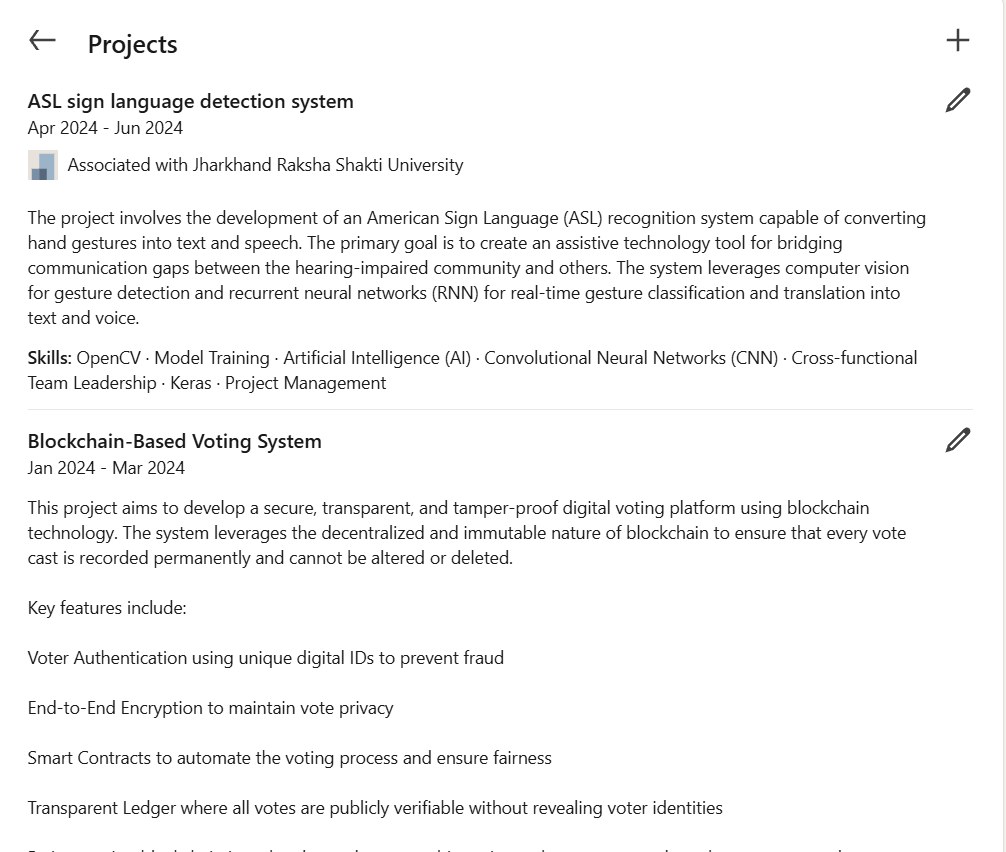 Projects
ASL sign language detection system
Apr 2024 - Jun 2024
Associated with Jharkhand Raksha Shakti University
The project involves the development of an American Sign Language (ASL) recognition system capable of converting
hand gestures into text and speech. The primary goal is to create an assistive technology tool for bridging
communication gaps between the hearing-impaired community and others. The system leverages computer vision
for gesture detection and recurrent neural networks (RNN) for real-time gesture classification and translation into
text and voice.
Skills: OpenCV · Model Training · Artificial Intelligence (AI) · Convolutional Neural Networks (CNN) · Cross-functional
Team Leadership · Keras · Project Management
Blockchain-Based Voting System
Jan 2024 - Mar 2024
This project aims to develop a secure, transparent, and tamper-proof digital voting platform using blockchain
technology. The system leverages the decentralized and immutable nature of blockchain to ensure that every vote
cast is recorded permanently and cannot be altered or deleted.
Key features include:
Voter Authentication using unique digital IDs to prevent fraud
End-to-End Encryption to maintain vote privacy
Smart Contracts to automate the voting process and ensure fairness
Transparent Ledger where all votes are publicly verifiable without revealing voter identities